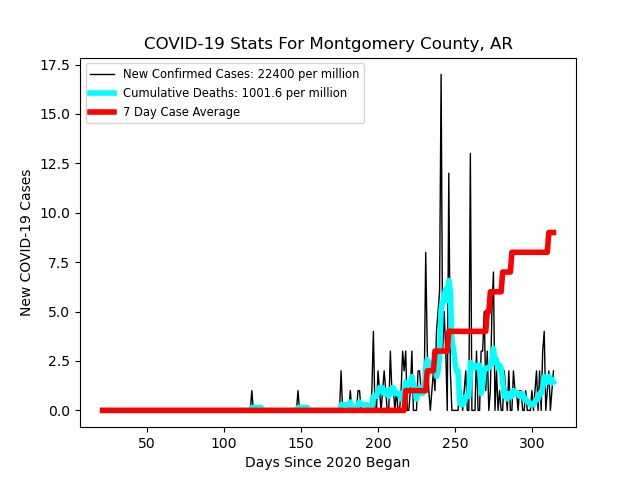 COVID-19 Stats For Montgomery County, AR
New Confirmed Cases: 22400 per million
Cumulative Deaths: 1001.6 per million
7 Day Case Average
17.5
15.0
12.5
10.0
7.5
5.0
2.5
0.0
New COVID-19 Cases
50 100 150 200 250 300
Days Since 2020 Began